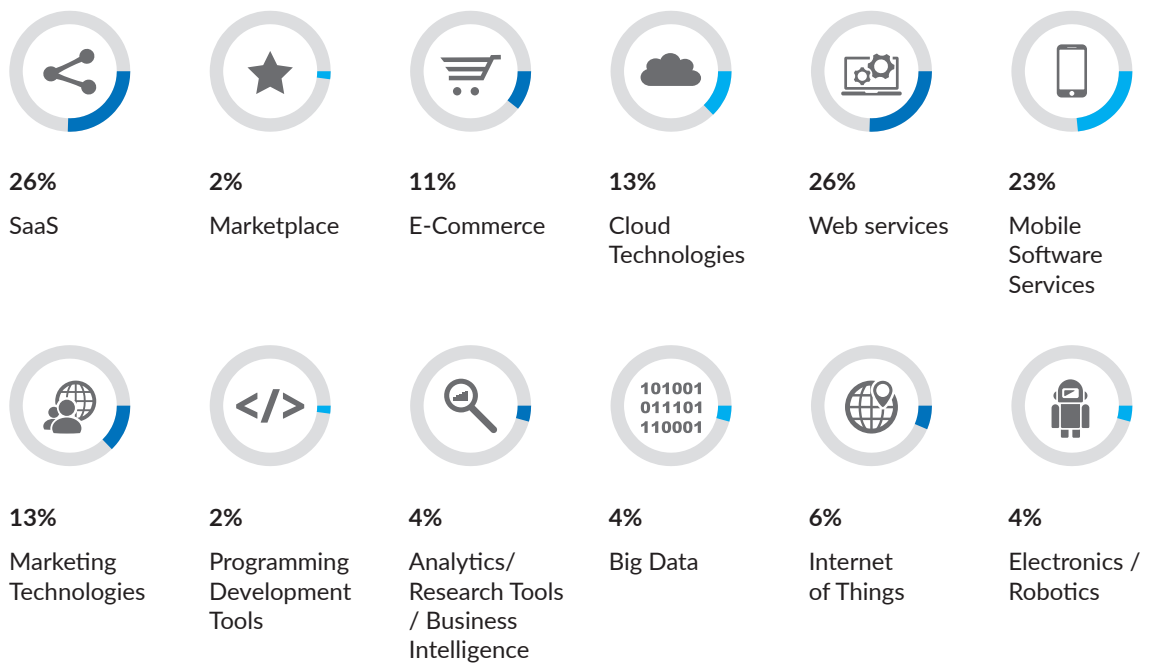 26%
SaaS
2%
Marketplace
11%
E-Commerce
13%
Cloud
Technologies
26%
Web services
23%
Mobile
Software
Services
</>
101001
011101
110001
13%
Marketing
Technologies
2%
Programming
Development
Tools
4%
Analytics/
Research Tools
/ Business
Intelligence
4%
Big Data
6%
Internet
of Things
4%
Electronics /
Robotics